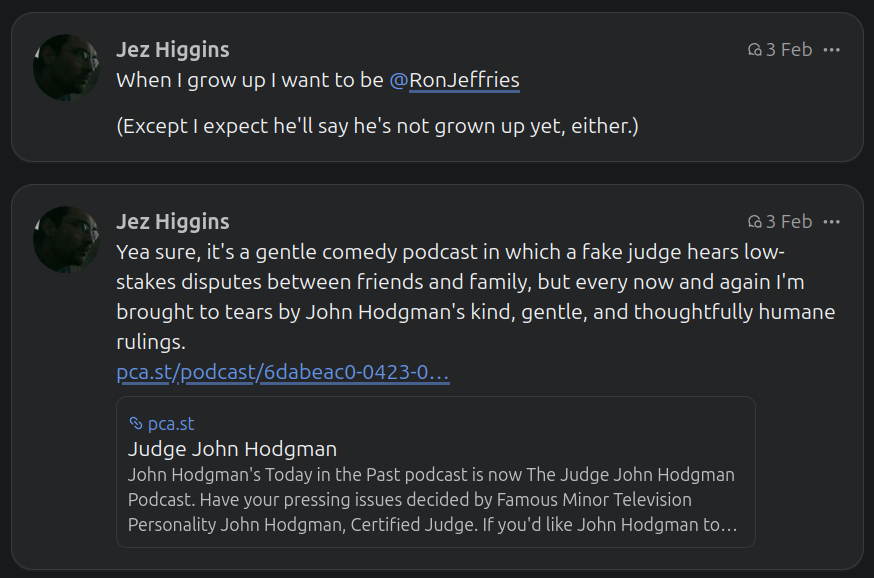 Jez Higgins
3 Feb
When I grow up I want to be @RonJeffries
(Except I expect he'll say he's not grown up yet, either.)
Jez Higgins
3 Feb
Yea sure, it's a gentle comedy podcast in which a fake judge hears low-
stakes disputes between friends and family, but every now and again I'm
brought to tears by John Hodgman's kind, gentle, and thoughtfully humane
rulings.
pca.st/podcast/6dabeac0-0423-0…
pca.st
Judge John Hodgman
John Hodgman's Today in the Past podcast is now The Judge John Hodgman
Podcast. Have your pressing issues decided by Famous Minor Television
Personality John Hodgman, Certified Judge. If you'd like John Hodgman to…